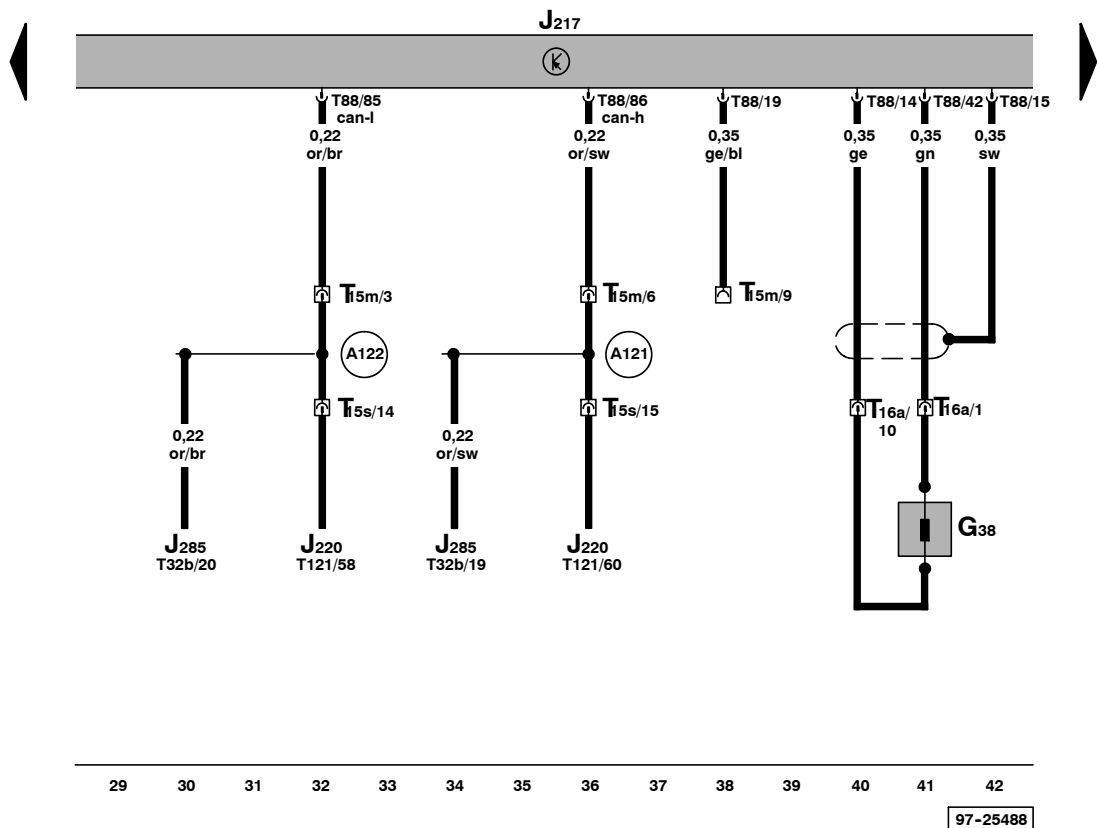 J217
T88/85 T88/86 T88/19 T88/14 T88/42 T88/15
can-l can-h
0,22 0,22 0,35 0,35 0,35 0,35
or/br or/sw ge/bl ge gn sw
T15m/3 T15m/6 T15m/9
A122 A121
T15s/14 T15s/15 T16a/ T16a/1
10
0,22 0,22
or/br or/sw
G38
J285 J220 J285 J220
T32b/20 T121/58 T32b/19 T121/60
29 30 31 32 33 34 35 36 37 38 39 40 41 42
97-25488